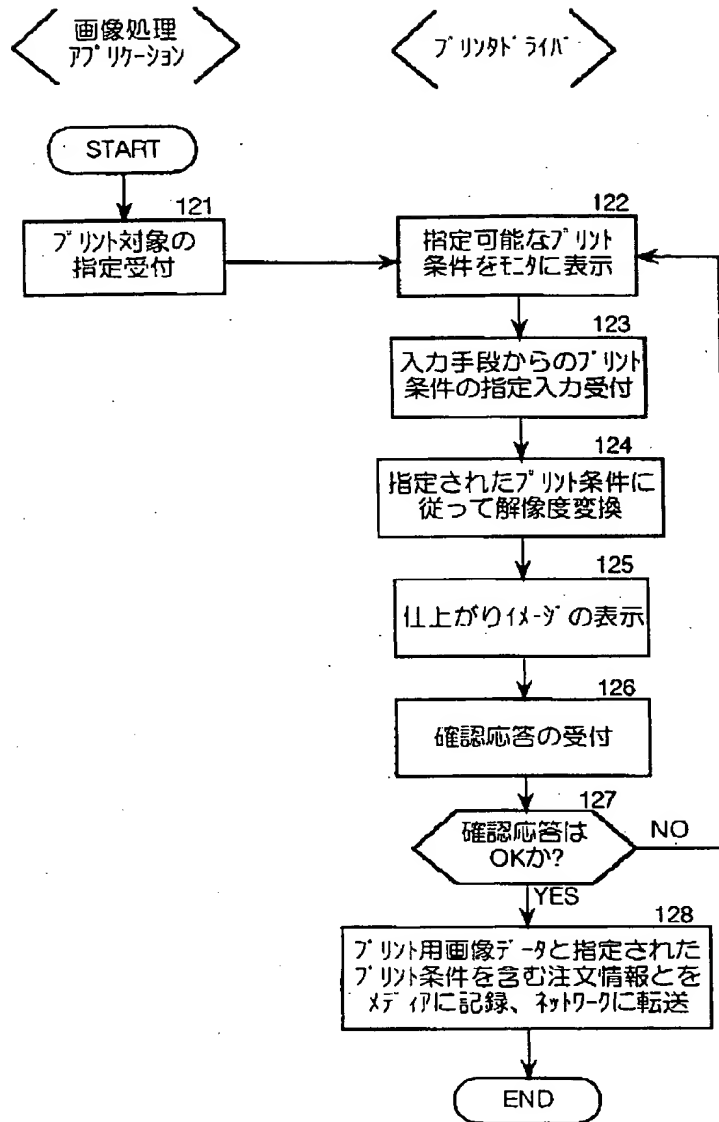 画像処理
アプリケーション
プリンタドライバ
START
121
プリント対象の
指定受付
122
指定可能なプリント
条件をモニタに表示
123
入力手段からのプリント
条件の指定入力受付
124
指定されたプリント条件に
従って解像度変換
125
仕上がりイメージの表示
126
確認応答の受付
127
確認応答は
OKか?
NO
YES
128
プリント用画像データと指定された
プリント条件を含む注文情報とを
メディアに記録、ネットワークに転送
END